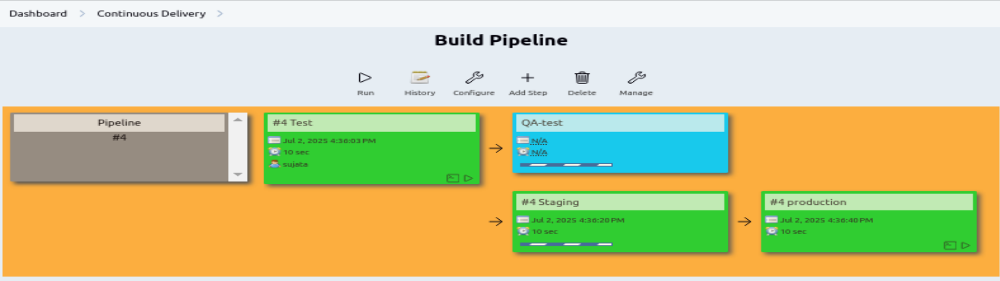 Dashboard > Continuous Delivery >
Build Pipeline
Run History Configure Add Step Delete Manage
Pipeline
#4
#4 Test
Jul 2, 2025 4:36:03 PM
10 sec
sujata
QA-test
N/A
N/A
#4 Staging
Jul 2, 2025 4:36:20 PM
10 sec
#4 production
Jul 2, 2025 4:36:40 PM
10 sec